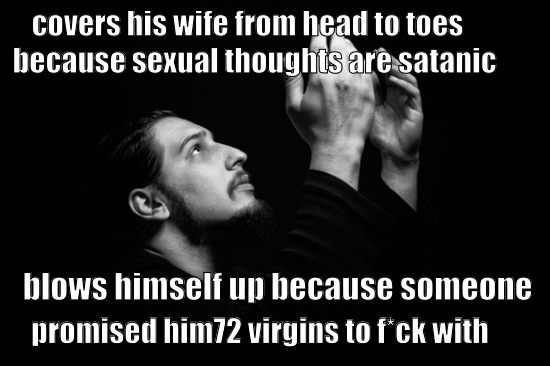 covers his wife from head to toes
because sexual thoughts are satanic
blows himself up because someone
promised him72 virgins to f*ck with